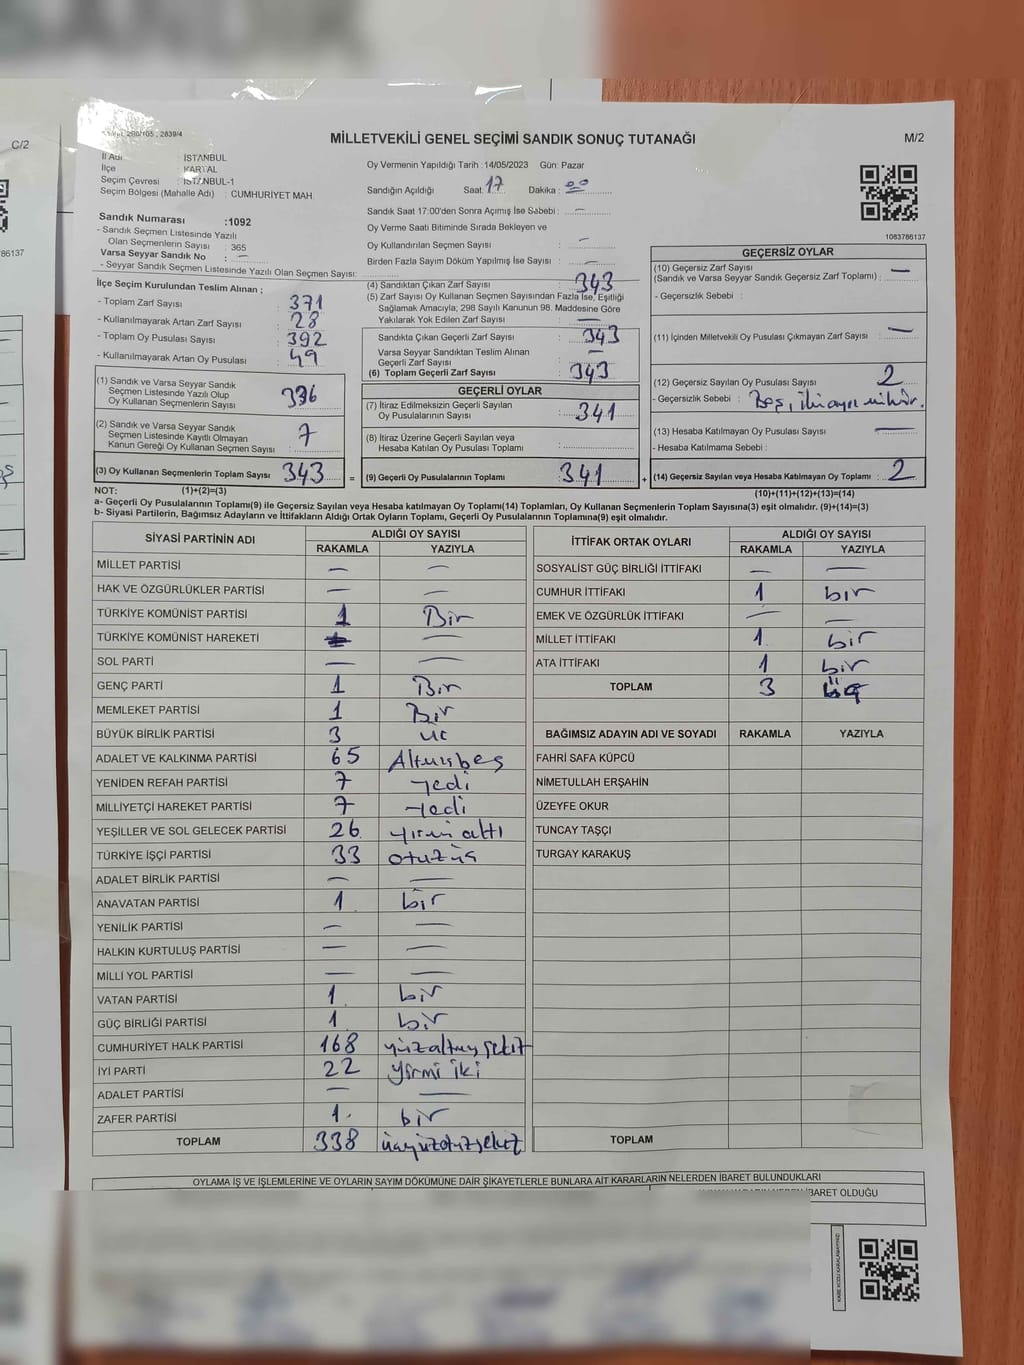 C/2
MİLLETVEKİLİ GENEL SEÇİMİ SANDIK SONUÇ TUTANAĞI
M/2
İl Adı : İSTANBUL
İlçe : KARTAL
Seçim Çevresi : İSTANBUL-1
Seçim Bölgesi (Mahalle Adı) : CUMHURİYET MAH
Oy Vermenin Yapıldığı Tarih : 14/05/2023 Gün: Pazar
Sandığın Açıldığı Saat: 17 Dakika : 00
Sandık Saat 17:00'den Sonra Açımış İse Sebebi : —
Oy Verme Saati Bitiminde Sırada Bekleyen ve
Oy Kullandırılan Seçmen Sayısı : —
Birden Fazla Sayım Döküm Yapılmış İse Sayısı : —
1083786137
Sandık Numarası :1092
- Sandık Seçmen Listesinde Yazılı
Olan Seçmenlerin Sayısı : 365
Varsa Seyyar Sandık No : —
- Seyyar Sandık Seçmen Listesinde Yazılı Olan Seçmen Sayısı:
İlçe Seçim Kurulundan Teslim Alınan ;
- Toplam Zarf Sayısı : 371
- Kullanılmayarak Artan Zarf Sayısı : 28
- Toplam Oy Pusulası Sayısı : 392
- Kullanılmayarak Artan Oy Pusulası : 49
(1) Sandık ve Varsa Seyyar Sandık
Seçmen Listesinde Yazılı Olup
Oy Kullanan Seçmenlerin Sayısı : 336
(2) Sandık ve Varsa Seyyar Sandık
Seçmen Listesinde Kayıtlı Olmayan
Kanun Gereği Oy Kullanan Seçmen Sayısı : 7
(3) Oy Kullanan Seçmenlerin Toplam Sayısı : 343 =
(4) Sandıktan Çıkan Zarf Sayısı : 343
(5) Zarf Sayısı Oy Kullanan Seçmen Sayısından Fazla İse, Eşitliği
Sağlamak Amacıyla; 298 Sayılı Kanunun 98. Maddesine Göre
Yakılarak Yok Edilen Zarf Sayısı : —
Sandıkta Çıkan Geçerli Zarf Sayısı : 343
Varsa Seyyar Sandıktan Teslim Alınan
Geçerli Zarf Sayısı : —
(6) Toplam Geçerli Zarf Sayısı : 343
GEÇERLİ OYLAR
(7) İtiraz Edilmeksizin Geçerli Sayılan
Oy Pusulalarının Sayısı : 341
(8) İtiraz Üzerine Geçerli Sayılan veya
Hesaba Katılan Oy Pusulası Toplamı :
(9) Geçerli Oy Pusulalarının Toplamı : 341 +
GEÇERSİZ OYLAR
(10) Geçersiz Zarf Sayısı
(Sandık ve Varsa Seyyar Sandık Geçersiz Zarf Toplamı) : —
- Geçersizlik Sebebi :
(11) İçinden Milletvekili Oy Pusulası Çıkmayan Zarf Sayısı : —
(12) Geçersiz Sayılan Oy Pusulası Sayısı : 2
- Geçersizlik Sebebi : Boş, iki ayrı mühür.
(13) Hesaba Katılmayan Oy Pusulası Sayısı : —
- Hesaba Katılmama Sebebi :
(14) Geçersiz Sayılan veya Hesaba Katılmayan Oy Toplamı : 2
NOT: (1)+(2)=(3)
(10)+(11)+(12)+(13)=(14)
a- Geçerli Oy Pusulalarının Toplamı(9) ile Geçersiz Sayılan veya Hesaba katılmayan Oy Toplamı(14) Toplamları, Oy Kullanan Seçmenlerin Toplam Sayısına(3) eşit olmalıdır. (9)+(14)=(3)
b- Siyasi Partilerin, Bağımsız Adayların ve İttifakların Aldığı Ortak Oyların Toplamı, Geçerli Oy Pusulalarının Toplamına(9) eşit olmalıdır.
SİYASİ PARTİNİN ADI ALDIĞI OY SAYISI
RAKAMLA YAZIYLA
MİLLET PARTİSİ — —
HAK VE ÖZGÜRLÜKLER PARTİSİ — —
TÜRKİYE KOMÜNİST PARTİSİ 1 Bir
TÜRKİYE KOMÜNİST HAREKETİ — —
SOL PARTİ — —
GENÇ PARTİ 1 Bir
MEMLEKET PARTİSİ 1 Bir
BÜYÜK BİRLİK PARTİSİ 3 üc
ADALET VE KALKINMA PARTİSİ 65 Altmışbeş
YENİDEN REFAH PARTİSİ 7 yedi
MİLLİYETÇİ HAREKET PARTİSİ 7 yedi
YEŞİLLER VE SOL GELECEK PARTİSİ 26 yirmi altı
TÜRKİYE İŞÇİ PARTİSİ 33 otuzüç
ADALET BİRLİK PARTİSİ — —
ANAVATAN PARTİSİ 1 bir
YENİLİK PARTİSİ — —
HALKIN KURTULUŞ PARTİSİ — —
MİLLİ YOL PARTİSİ — —
VATAN PARTİSİ 1 bir
GÜÇ BİRLİĞİ PARTİSİ 1 bir
CUMHURİYET HALK PARTİSİ 168 yüzaltmışsekiz
İYİ PARTİ 22 Yirmi iki
ADALET PARTİSİ — —
ZAFER PARTİSİ 1 bir
TOPLAM 338 üçyüzotuzsekiz
İTTİFAK ORTAK OYLARI ALDIĞI OY SAYISI
RAKAMLA YAZIYLA
SOSYALİST GÜÇ BİRLİĞİ İTTİFAKI — —
CUMHUR İTTİFAKI 1 bir
EMEK VE ÖZGÜRLÜK İTTİFAKI — —
MİLLET İTTİFAKI 1 bir
ATA İTTİFAKI 1 bir
TOPLAM 3 üç
BAĞIMSIZ ADAYIN ADI VE SOYADI RAKAMLA YAZIYLA
FAHRİ SAFA KÜPCÜ
NİMETULLAH ERŞAHİN
ÜZEYFE OKUR
TUNCAY TAŞÇI
TURGAY KARAKUŞ
TOPLAM
OYLAMA İŞ VE İŞLEMLERİNE VE OYLARIN SAYIM DÖKÜMÜNE DAİR ŞİKAYETLERLE BUNLARA AİT KARARLARIN NELERDEN İBARET BULUNDUKLARI
İBARET OLDUĞU